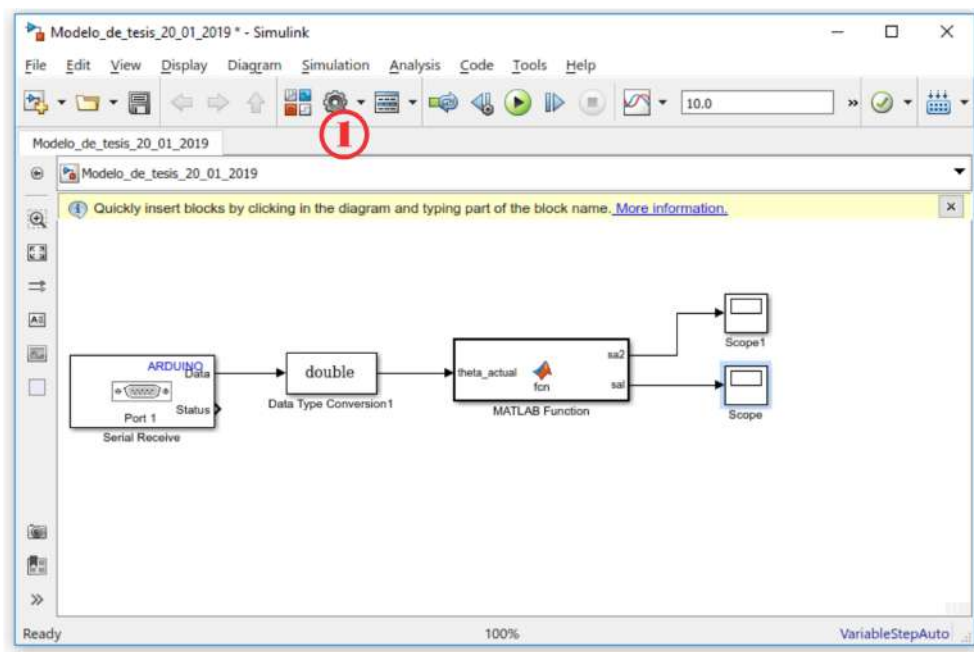 Modelo_de_tesis_20_01_2019 * - Simulink
File Edit View Display Diagram Simulation Analysis Code Tools Help
10.0
1
Modelo_de_tesis_20_01_2019
Modelo_de_tesis_20_01_2019
Quickly insert blocks by clicking in the diagram and typing part of the block name. More information.
Scope1
ARDUINO
Data
Status
Port 1
Serial Receive
double
Data Type Conversion1
theta_actual
fcn
sa2
sal
MATLAB Function
Scope
Ready 100% VariableStepAuto